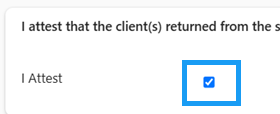 I attest that the client(s) returned from the s
I Attest